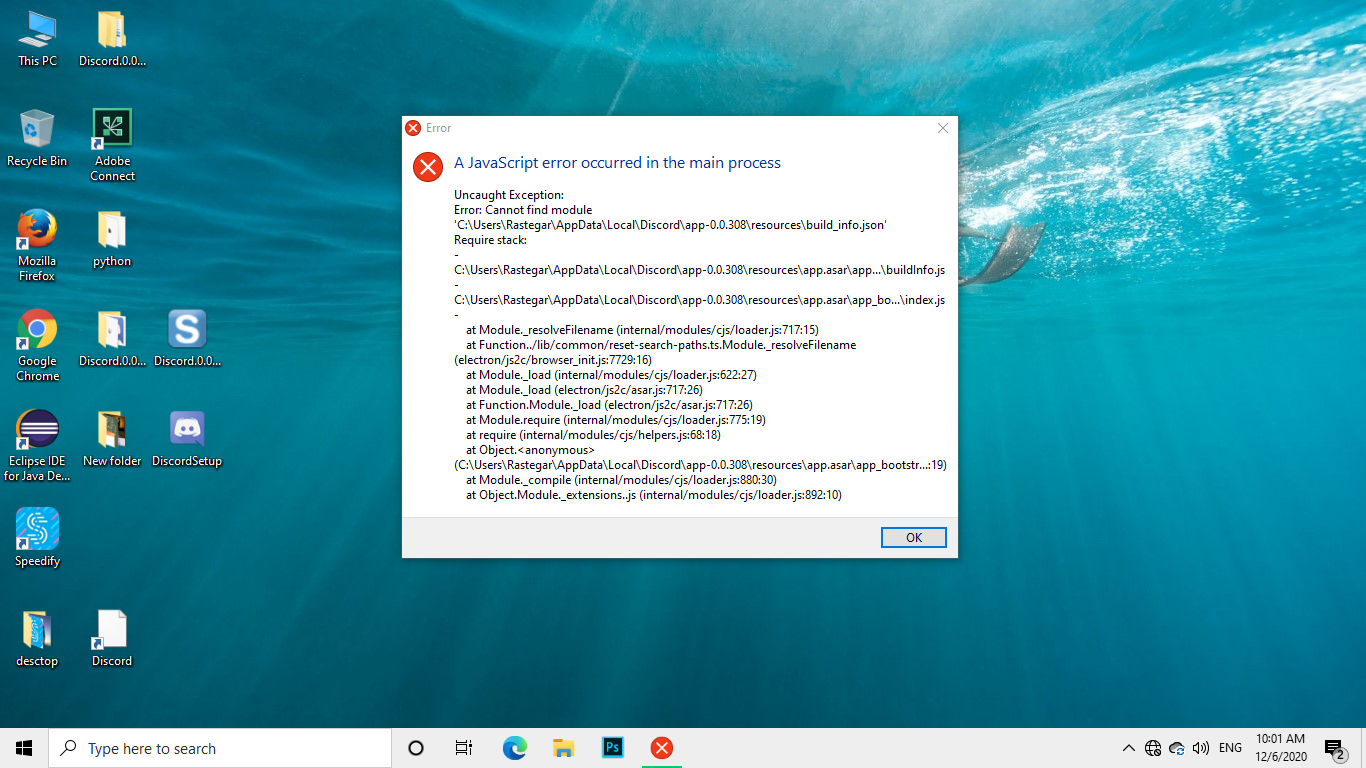 This PC
Discord.0.0...
Recycle Bin
Adobe
Connect
Mozilla
Firefox
python
Google
Chrome
Discord.0.0...
Discord.0.0...
Eclipse IDE
for Java De...
New folder
DiscordSetup
Speedify
desctop
Discord
Error
A JavaScript error occurred in the main process
Uncaught Exception:
Error: Cannot find module
'C:\Users\Rastegar\AppData\Local\Discord\app-0.0.308\resources\build_info.json'
Require stack:
-
C:\Users\Rastegar\AppData\Local\Discord\app-0.0.308\resources\app.asar\app...\buildInfo.js
-
C:\Users\Rastegar\AppData\Local\Discord\app-0.0.308\resources\app.asar\app_bo...\index.js
-
at Module._resolveFilename (internal/modules/cjs/loader.js:717:15)
at Function../lib/common/reset-search-paths.ts.Module._resolveFilename
(electron/js2c/browser_init.js:7729:16)
at Module._load (internal/modules/cjs/loader.js:622:27)
at Module._load (electron/js2c/asar.js:717:26)
at Function.Module._load (electron/js2c/asar.js:717:26)
at Module.require (internal/modules/cjs/loader.js:775:19)
at require (internal/modules/cjs/helpers.js:68:18)
at Object.<anonymous>
(C:\Users\Rastegar\AppData\Local\Discord\app-0.0.308\resources\app.asar\app_bootstr...:19)
at Module._compile (internal/modules/cjs/loader.js:880:30)
at Object.Module._extensions..js (internal/modules/cjs/loader.js:892:10)
OK
Type here to search
Ps
ENG
10:01 AM
12/6/2020
2